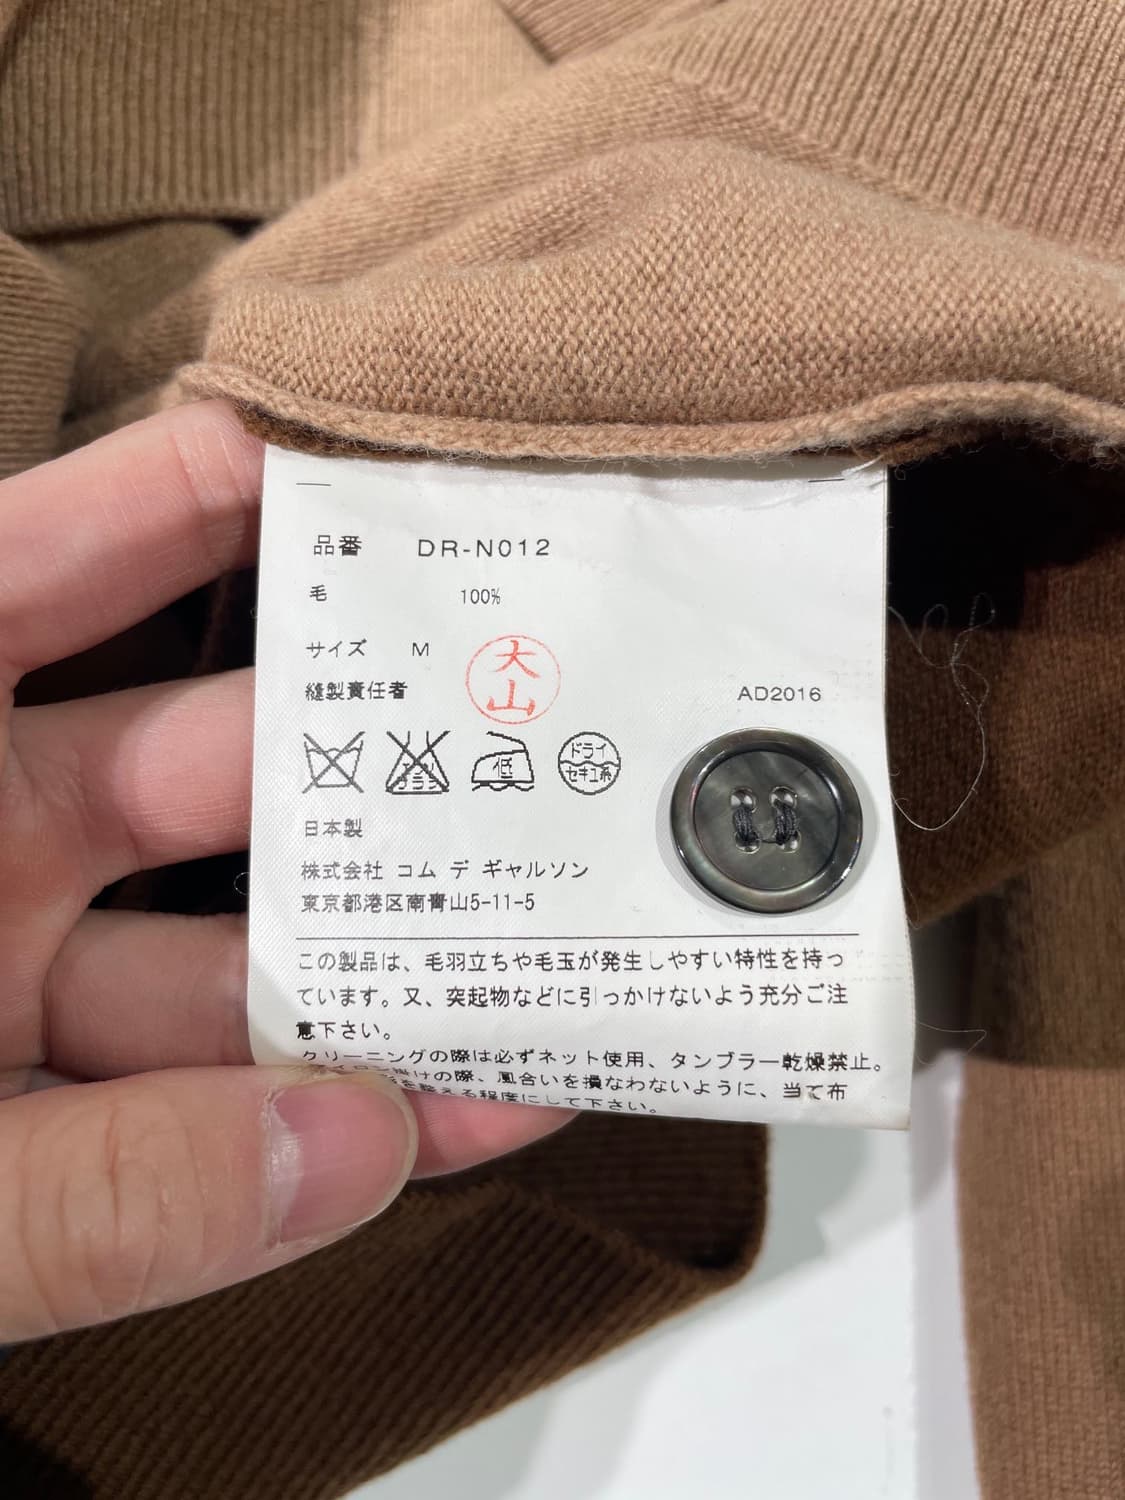 品番 DR-N012
毛 100%
サイズ M
縫製責任者 大山
AD2016
低
ドライ
セキユ系
日本製
株式会社 コム デ ギャルソン
東京都港区南青山5-11-5
この製品は、毛羽立ちや毛玉が発生しやすい特性を持っ
ています。又、突起物などに引っかけないよう充分ご注
意下さい。
クリーニングの際は必ずネット使用、タンブラー乾燥禁止。
掛けの際、風合いを損なわないように、当て布
を整える程度にして下さい。